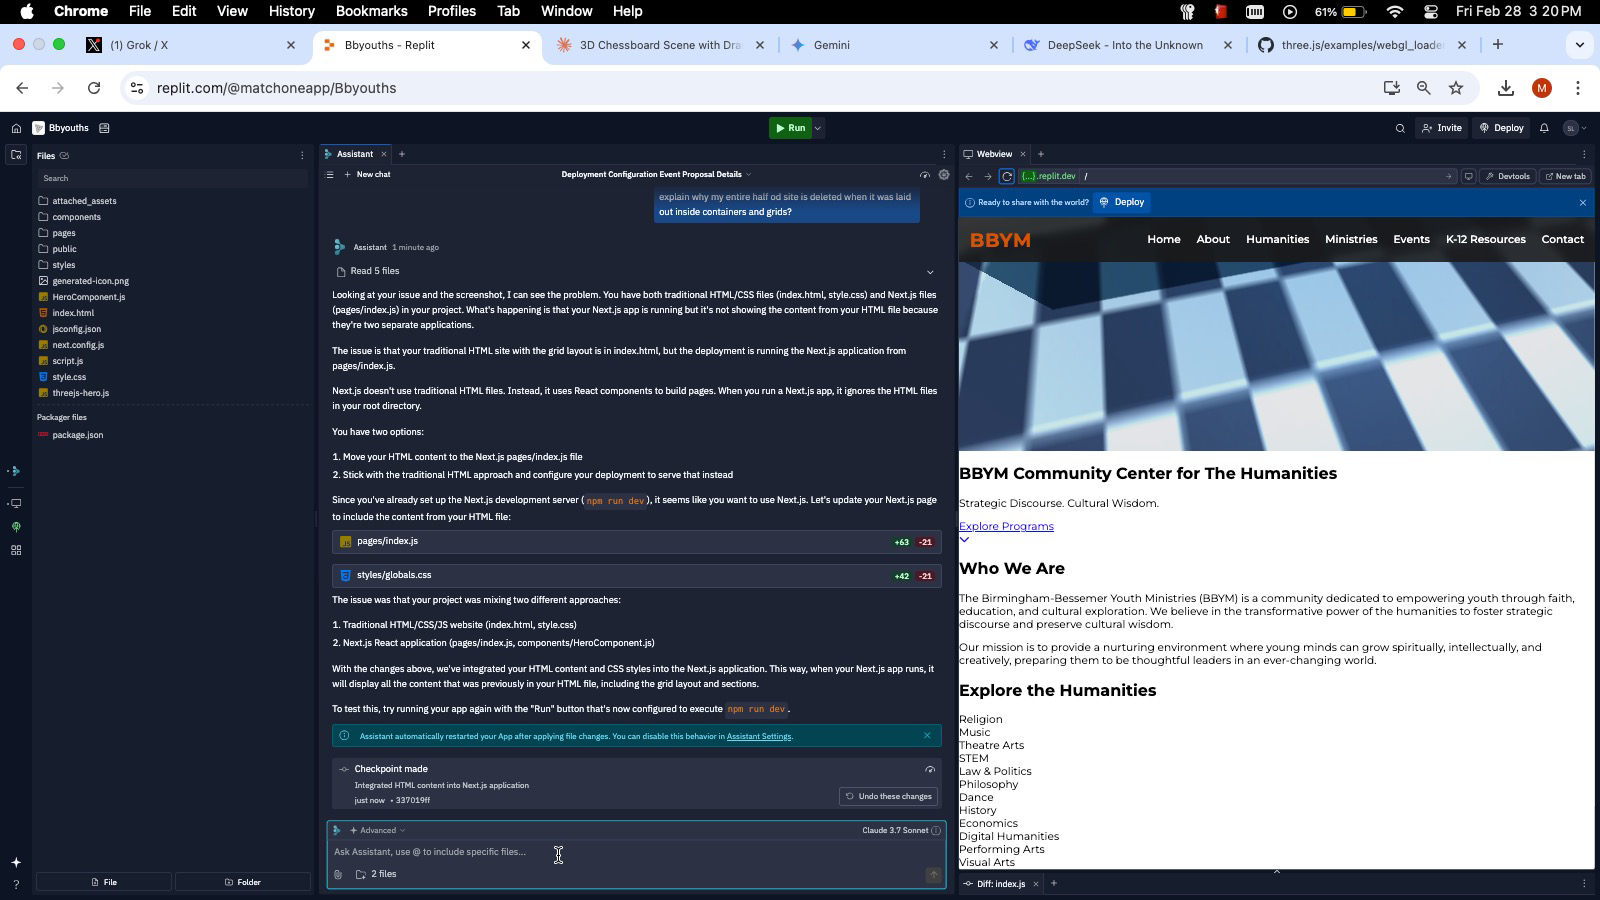 Chrome File Edit View History Bookmarks Profiles Tab Window Help 61% Fri Feb 28 3 20 PM
(1) Grok / X
Bbyouths - Replit
3D Chessboard Scene with Dra
Gemini
DeepSeek - Into the Unknown
three.js/examples/webgl_loade
replit.com/@matchoneapp/Bbyouths
M
Bbyouths
Run
Invite
Deploy
SL
Files
Search
attached_assets
components
pages
public
styles
generated-icon.png
HeroComponent.js
index.html
jsconfig.json
next.config.js
script.js
style.css
threejs-hero.js
Packager files
package.json
File
Folder
Assistant
New chat
Deployment Configuration Event Proposal Details
explain why my entire half od site is deleted when it was laid
out inside containers and grids?
Assistant 1 minute ago
Read 5 files
Looking at your issue and the screenshot, I can see the problem. You have both traditional HTML/CSS files (index.html, style.css) and Next.js files
(pages/index.js) in your project. What's happening is that your Next.js app is running but it's not showing the content from your HTML file because
they're two separate applications.
The issue is that your traditional HTML site with the grid layout is in index.html, but the deployment is running the Next.js application from
pages/index.js.
Next.js doesn't use traditional HTML files. Instead, it uses React components to build pages. When you run a Next.js app, it ignores the HTML files
in your root directory.
You have two options:
1. Move your HTML content to the Next.js pages/index.js file
2. Stick with the traditional HTML approach and configure your deployment to serve that instead
Since you've already set up the Next.js development server ( npm run dev ), it seems like you want to use Next.js. Let's update your Next.js page
to include the content from your HTML file:
pages/index.js +63 -21
styles/globals.css +42 -21
The issue was that your project was mixing two different approaches:
1. Traditional HTML/CSS/JS website (index.html, style.css)
2. Next.js React application (pages/index.js, components/HeroComponent.js)
With the changes above, we've integrated your HTML content and CSS styles into the Next.js application. This way, when your Next.js app runs, it
will display all the content that was previously in your HTML file, including the grid layout and sections.
To test this, try running your app again with the "Run" button that's now configured to execute npm run dev .
Assistant automatically restarted your App after applying file changes. You can disable this behavior in Assistant Settings.
Checkpoint made
Integrated HTML content into Next.js application
just now • 337019ff
Undo these changes
Advanced
Claude 3.7 Sonnet
Ask Assistant, use @ to include specific files...
2 files
Webview
{...}.replit.dev /
Devtools
New tab
Ready to share with the world? Deploy
BBYM
Home About Humanities Ministries Events K-12 Resources Contact
BBYM Community Center for The Humanities
Strategic Discourse. Cultural Wisdom.
Explore Programs
Who We Are
The Birmingham-Bessemer Youth Ministries (BBYM) is a community dedicated to empowering youth through faith,
education, and cultural exploration. We believe in the transformative power of the humanities to foster strategic
discourse and preserve cultural wisdom.
Our mission is to provide a nurturing environment where young minds can grow spiritually, intellectually, and
creatively, preparing them to be thoughtful leaders in an ever-changing world.
Explore the Humanities
Religion
Music
Theatre Arts
STEM
Law & Politics
Philosophy
Dance
History
Economics
Digital Humanities
Performing Arts
Visual Arts
Diff: index.js